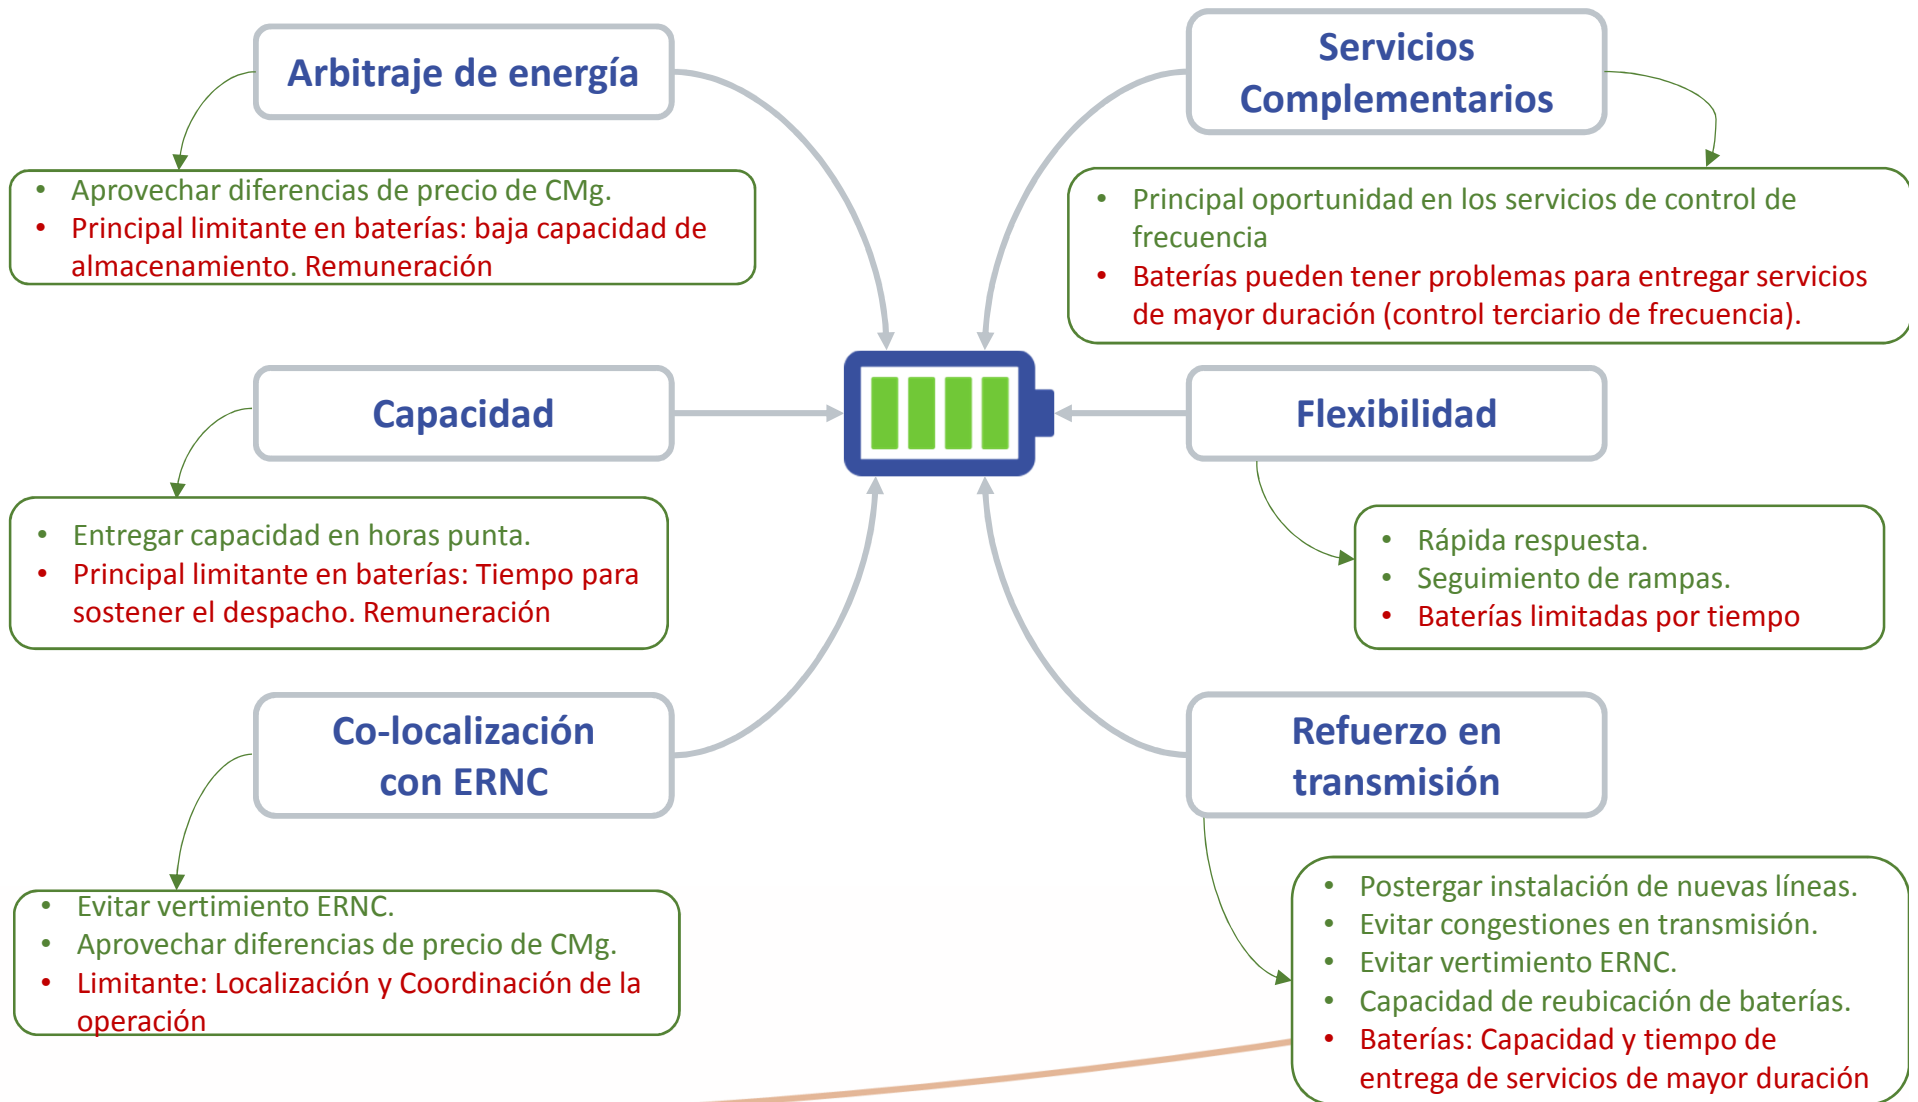 Arbitraje de energía
• Aprovechar diferencias de precio de CMg.
• Principal limitante en baterías: baja capacidad de
almacenamiento. Remuneración
Servicios
Complementarios
• Principal oportunidad en los servicios de control de
frecuencia
• Baterías pueden tener problemas para entregar servicios
de mayor duración (control terciario de frecuencia).
Capacidad
• Entregar capacidad en horas punta.
• Principal limitante en baterías: Tiempo para
sostener el despacho. Remuneración
Flexibilidad
• Rápida respuesta.
• Seguimiento de rampas.
• Baterías limitadas por tiempo
Co-localización
con ERNC
• Evitar vertimiento ERNC.
• Aprovechar diferencias de precio de CMg.
• Limitante: Localización y Coordinación de la
operación
Refuerzo en
transmisión
• Postergar instalación de nuevas líneas.
• Evitar congestiones en transmisión.
• Evitar vertimiento ERNC.
• Capacidad de reubicación de baterías.
• Baterías: Capacidad y tiempo de
entrega de servicios de mayor duración